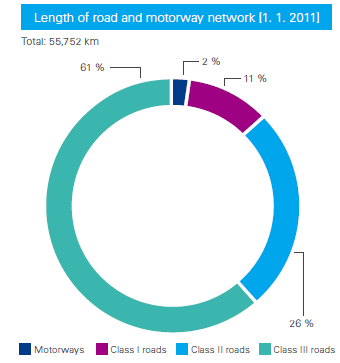 Length of road and motorway network [1. 1. 2011]
Total: 55,752 km
61 %
2 %
11 %
26 %
Motorways Class I roads Class II roads Class III roads